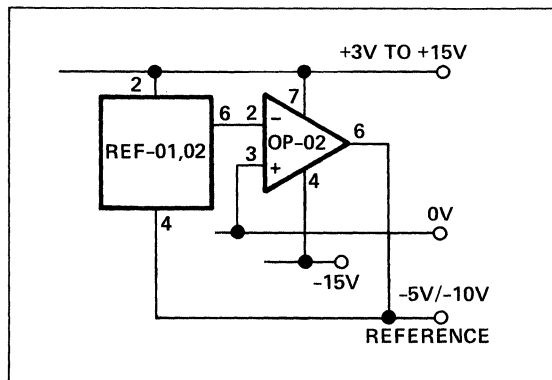 +3V TO +15V
2
7
6
2
−
6
REF-01,02
OP-02
3
+
4
4
0V
−15V
−5V/−10V
REFERENCE